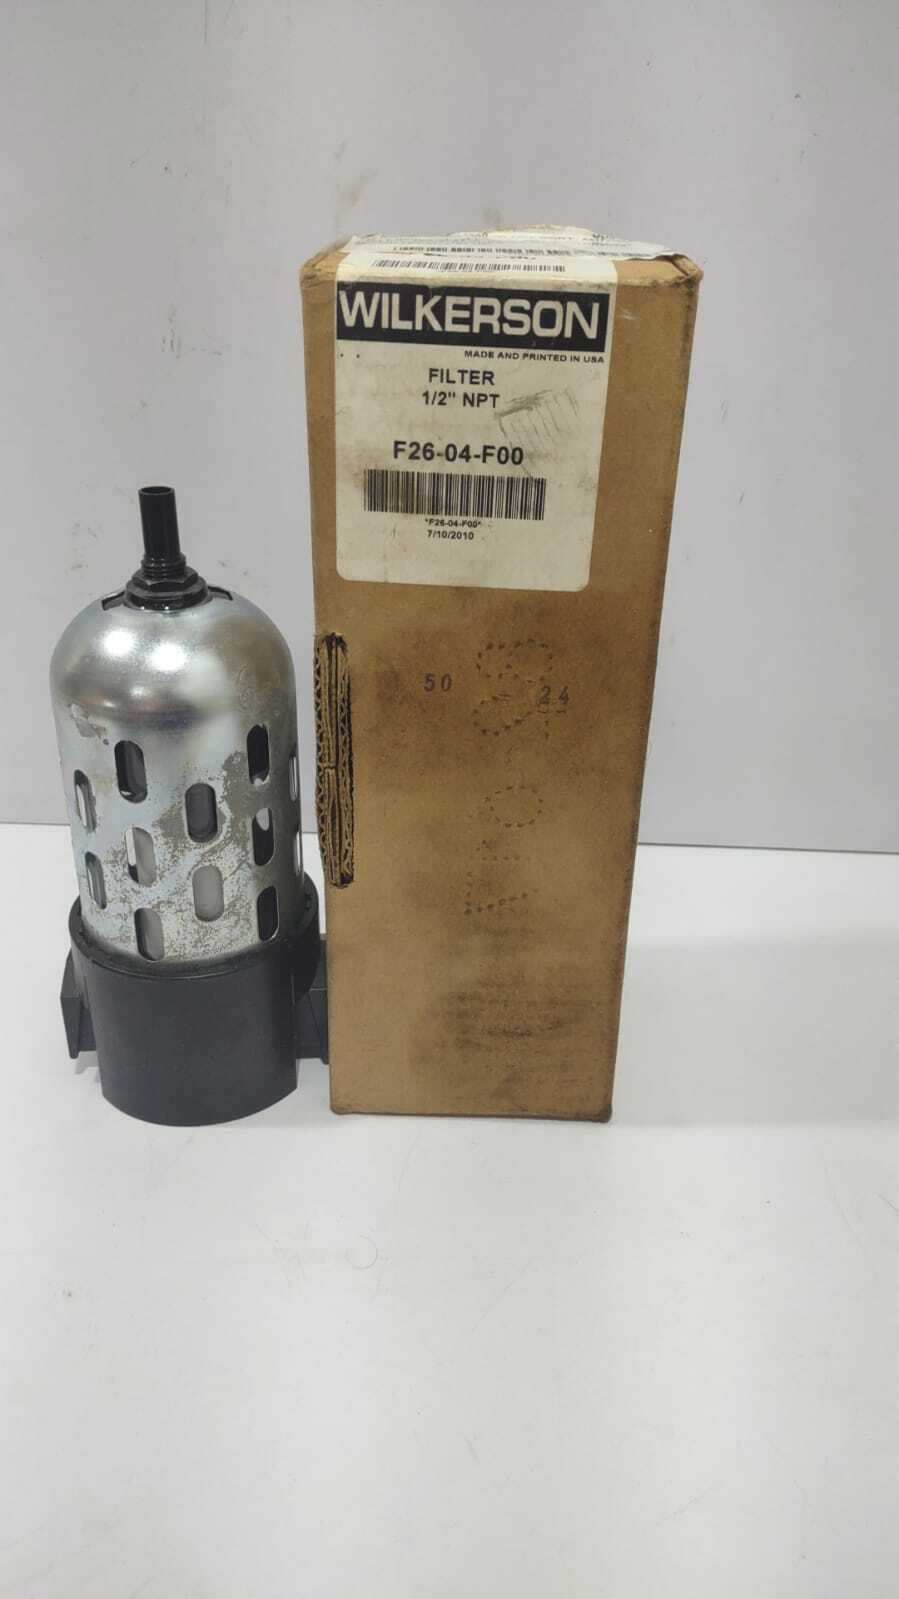 WILKERSON
MADE AND PRINTED IN USA
FILTER
1/2" NPT
F26-04-F00
*F26-04-F00*
7/10/2010
50 - 24